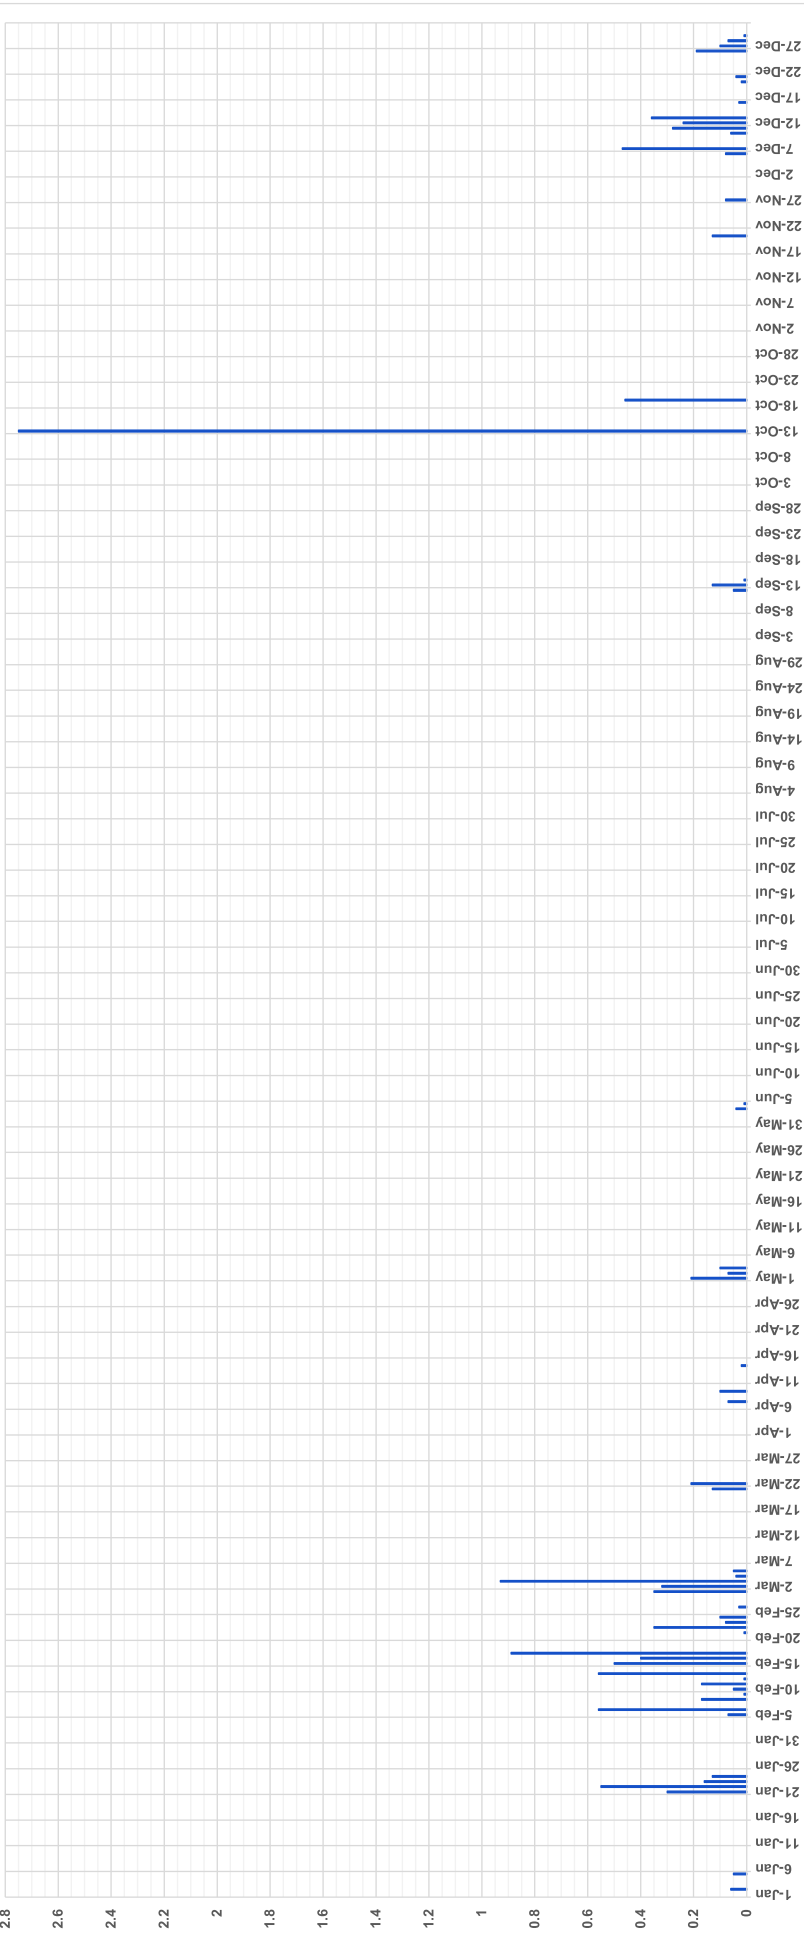 27-Dec
22-Dec
17-Dec
12-Dec
7-Dec
2-Dec
27-Nov
22-Nov
17-Nov
12-Nov
7-Nov
2-Nov
28-Oct
23-Oct
18-Oct
13-Oct
8-Oct
3-Oct
28-Sep
23-Sep
18-Sep
13-Sep
8-Sep
3-Sep
29-Aug
24-Aug
19-Aug
14-Aug
9-Aug
4-Aug
30-Jul
25-Jul
20-Jul
15-Jul
10-Jul
5-Jul
30-Jun
25-Jun
20-Jun
15-Jun
10-Jun
5-Jun
31-May
26-May
21-May
16-May
11-May
6-May
1-May
26-Apr
21-Apr
16-Apr
11-Apr
6-Apr
1-Apr
27-Mar
22-Mar
17-Mar
12-Mar
7-Mar
2-Mar
25-Feb
20-Feb
15-Feb
10-Feb
5-Feb
31-Jan
26-Jan
21-Jan
16-Jan
11-Jan
6-Jan
1-Jan
2.8
2.6
2.4
2.2
2
1.8
1.6
1.4
1.2
1
0.8
0.6
0.4
0.2
0